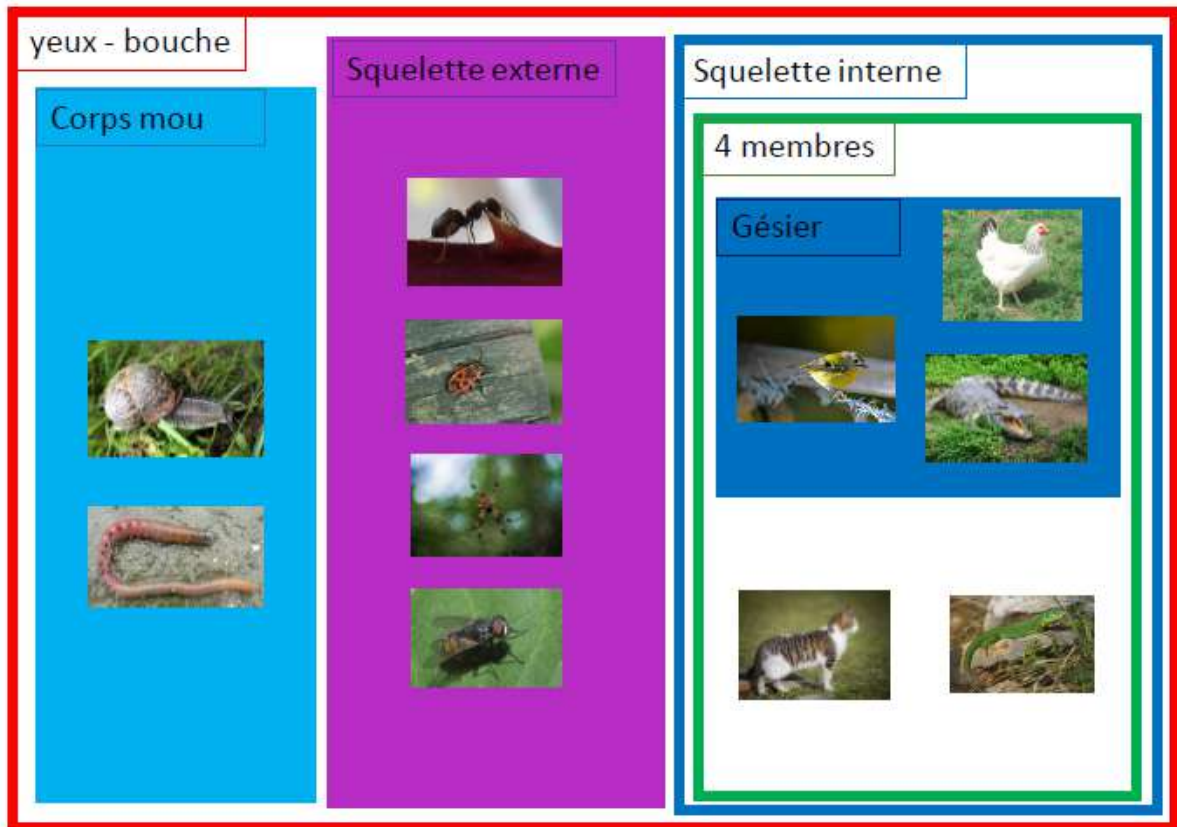 yeux - bouche
Corps mou
Squelette externe
Squelette interne
4 membres
Gésier